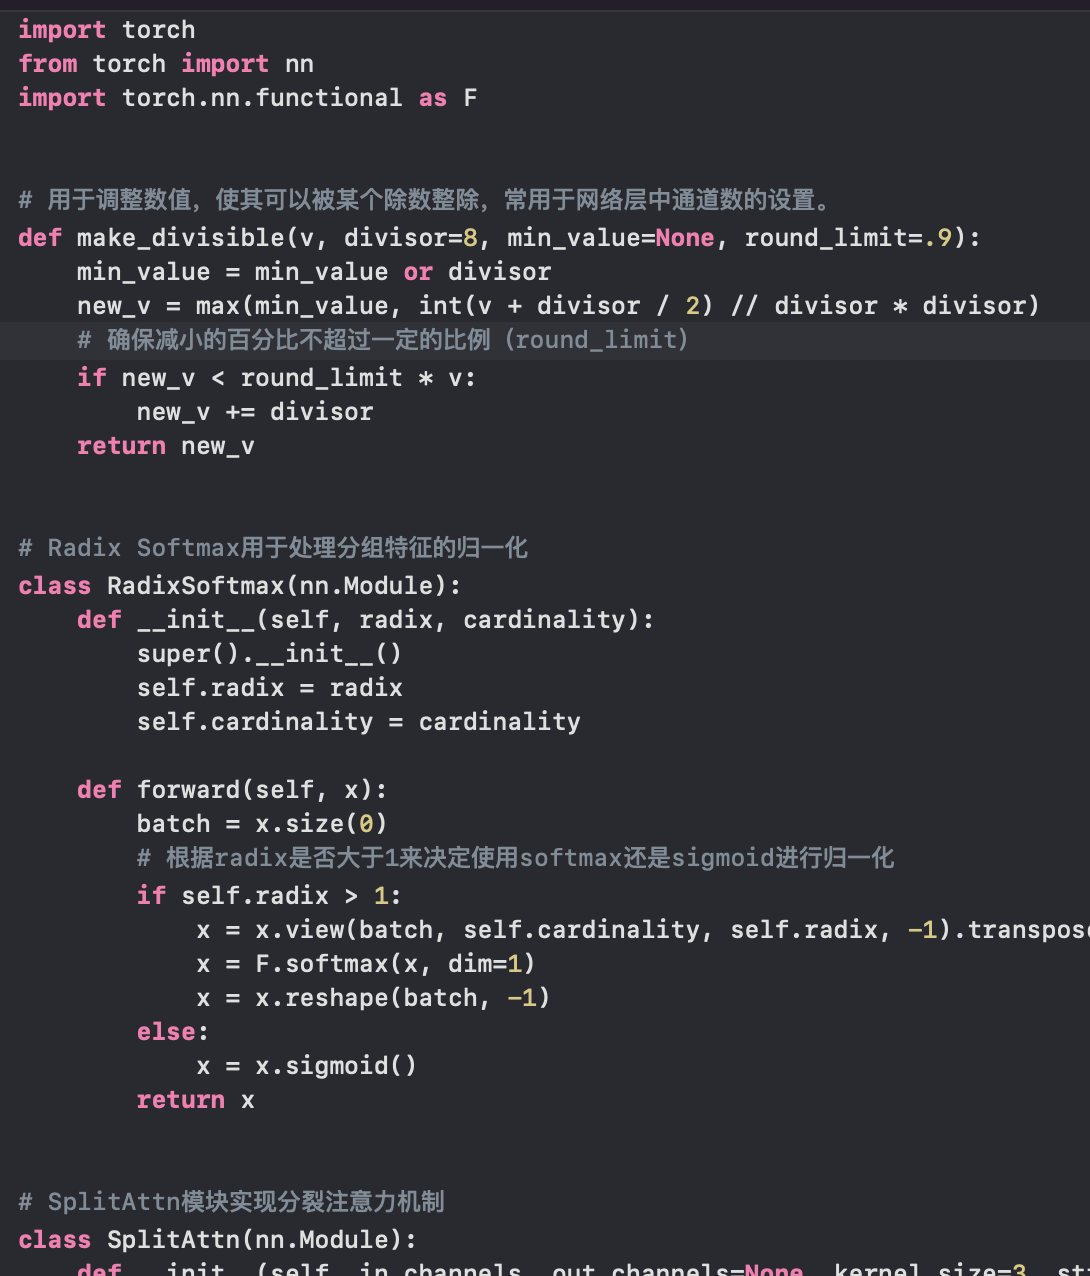 import torch
from torch import nn
import torch.nn.functional as F
# 用于调整数值，使其可以被某个除数整除，常用于网络层中通道数的设置。
def make_divisible(v, divisor=8, min_value=None, round_limit=.9):
    min_value = min_value or divisor
    new_v = max(min_value, int(v + divisor / 2) // divisor * divisor)
    # 确保减小的百分比不超过一定的比例（round_limit）
    if new_v < round_limit * v:
        new_v += divisor
    return new_v
# Radix Softmax用于处理分组特征的归一化
class RadixSoftmax(nn.Module):
    def __init__(self, radix, cardinality):
        super().__init__()
        self.radix = radix
        self.cardinality = cardinality
    def forward(self, x):
        batch = x.size(0)
        # 根据radix是否大于1来决定使用softmax还是sigmoid进行归一化
        if self.radix > 1:
            x = x.view(batch, self.cardinality, self.radix, -1).transpos
            x = F.softmax(x, dim=1)
            x = x.reshape(batch, -1)
        else:
            x = x.sigmoid()
        return x
# SplitAttn模块实现分裂注意力机制
class SplitAttn(nn.Module):
    def __init__(self, in_channels, out_channels=None, kernel_size=3, st